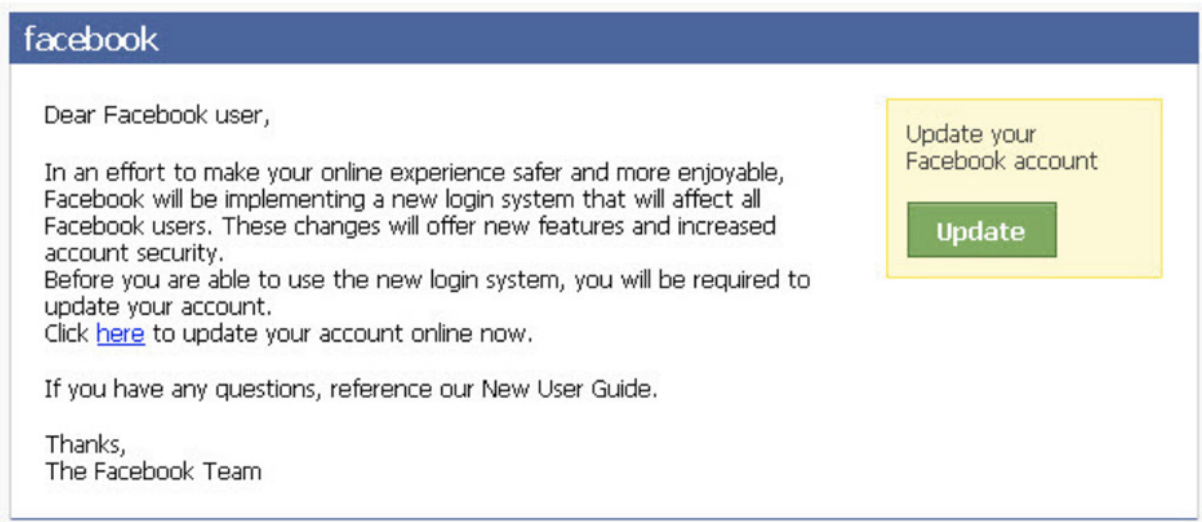 facebook
Dear Facebook user,
In an effort to make your online experience safer and more enjoyable,
Facebook will be implementing a new login system that will affect all
Facebook users. These changes will offer new features and increased
account security.
Before you are able to use the new login system, you will be required to
update your account.
Click here to update your account online now.
If you have any questions, reference our New User Guide.
Thanks,
The Facebook Team
Update your
Facebook account
Update